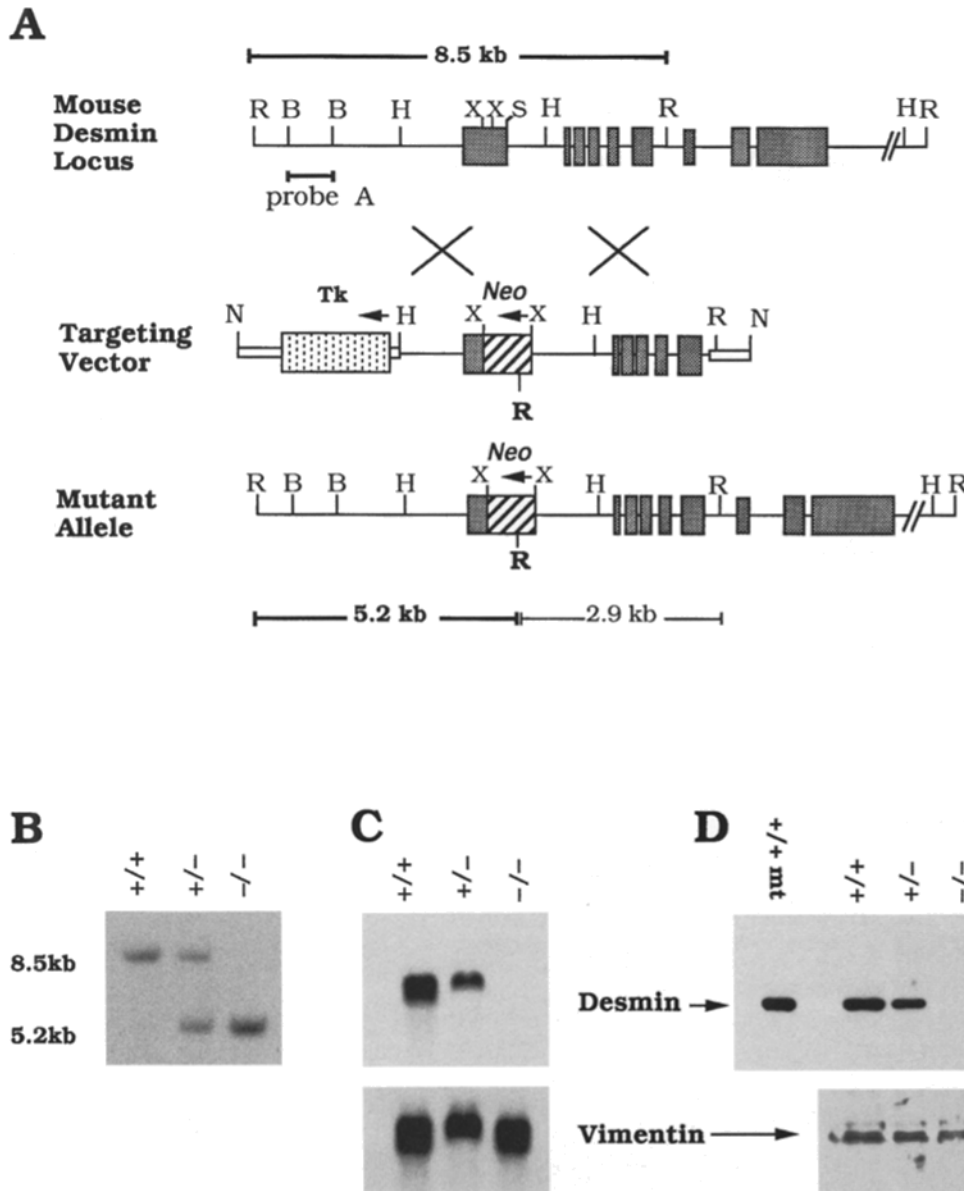 A
8.5 kb
Mouse
Desmin
Locus
R B B H X X S H R H R
probe A
Targeting
Vector
N Tk H X Neo X H R N
R
Mutant
Allele
R B B H X Neo X H R H R
R
5.2 kb 2.9 kb
B
+/+ +/- -/-
8.5kb
5.2kb
C
+/+ +/- -/-
D
+/+ mt +/+ +/- -/-
Desmin
Vimentin